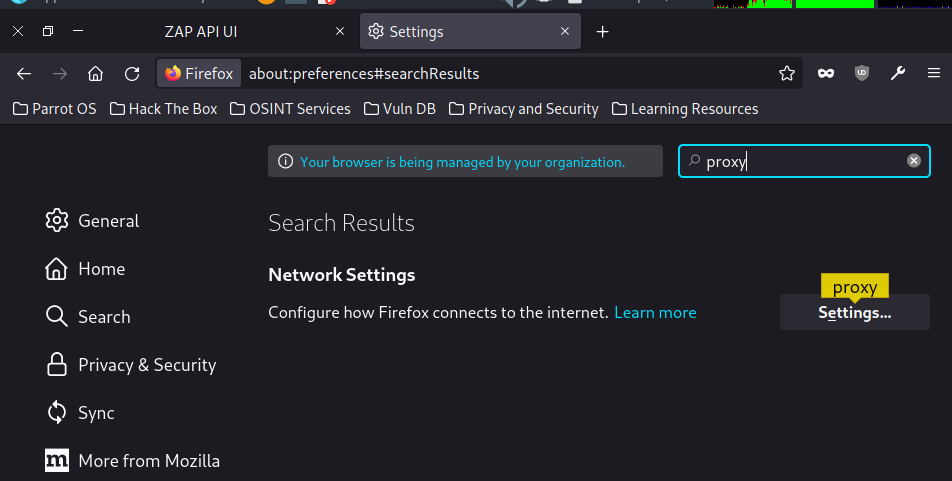 ZAP API UI
Settings
Firefox about:preferences#searchResults
Parrot OS Hack The Box OSINT Services Vuln DB Privacy and Security Learning Resources
Your browser is being managed by your organization.
proxy
General
Home
Search
Privacy & Security
Sync
More from Mozilla
Search Results
Network Settings
Configure how Firefox connects to the internet. Learn more
proxy
Settings...